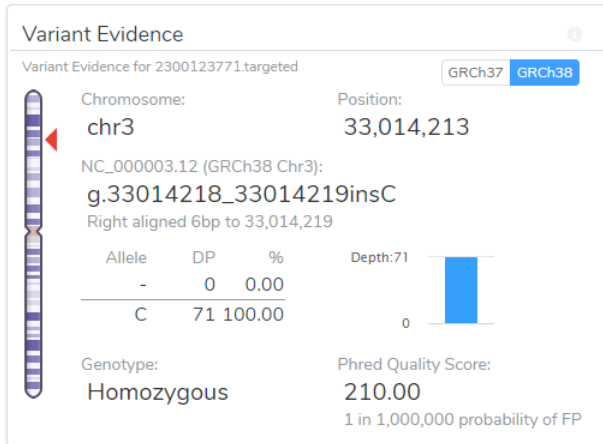 Variant Evidence
Variant Evidence for 2300123771.targeted
GRCh37 GRCh38
Chromosome: Position:
chr3 33,014,213
NC_000003.12 (GRCh38 Chr3):
g.33014218_33014219insC
Right aligned 6bp to 33,014,219
Allele DP % Depth:71
- 0 0.00
C 71 100.00 0
Genotype: Phred Quality Score:
Homozygous 210.00
1 in 1,000,000 probability of FP